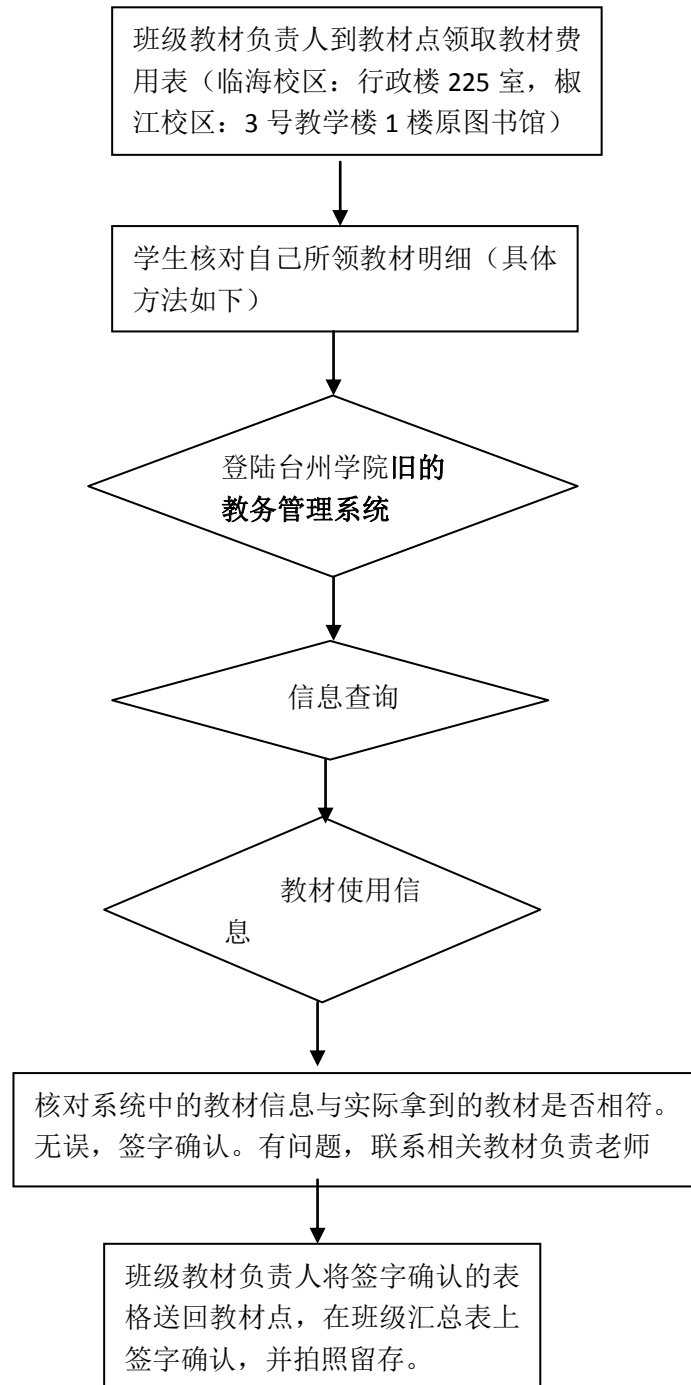 班级教材负责人到教材点领取教材费
用表（临海校区：行政楼 225 室，椒
江校区：3 号教学楼 1 楼原图书馆）
学生核对自己所领教材明细（具体
方法如下）
登陆台州学院旧的
教务管理系统
信息查询
教材使用信
息
核对系统中的教材信息与实际拿到的教材是否相符。
无误，签字确认。有问题，联系相关教材负责老师
班级教材负责人将签字确认的表
格送回教材点，在班级汇总表上
签字确认，并拍照留存。